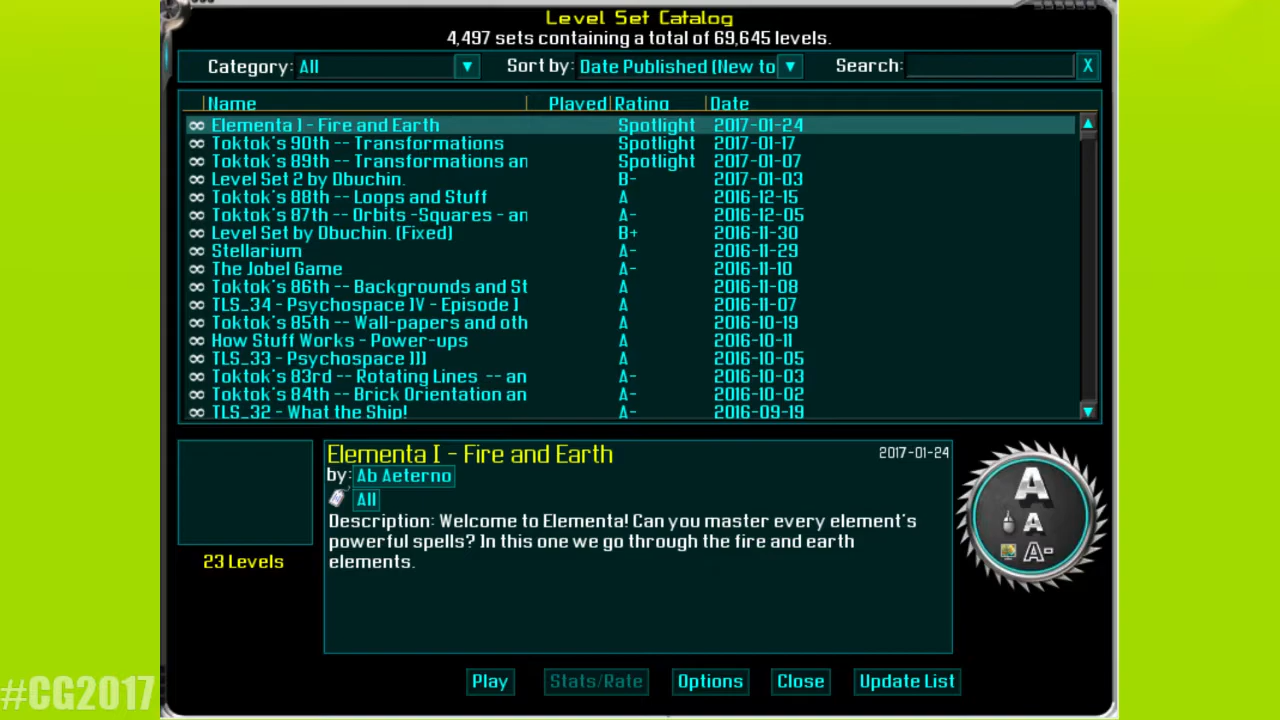 Level Set Catalog
4,497 sets containing a total of 69,645 levels.
Category: All Sort by: Date Published (New to Search: X
Name Played Rating Date
∞ Elementa I - Fire and Earth Spotlight 2017-01-24
∞ Toktok's 90th -- Transformations Spotlight 2017-01-17
∞ Toktok's 89th -- Transformations an Spotlight 2017-01-07
∞ Level Set 2 by Dbuchin. B- 2017-01-03
∞ Toktok's 88th -- Loops and Stuff A 2016-12-15
∞ Toktok's 87th -- Orbits -Squares - an A- 2016-12-05
∞ Level Set by Dbuchin. (Fixed) B+ 2016-11-30
∞ Stellarium A- 2016-11-29
∞ The Jobel Game A- 2016-11-10
∞ Toktok's 86th -- Backgrounds and St A 2016-11-08
∞ TLS_34 - Psychospace IV - Episode I A 2016-11-07
∞ Toktok's 85th -- Wall-papers and oth A 2016-10-19
∞ How Stuff Works - Power-ups A 2016-10-11
∞ TLS_33 - Psychospace III A 2016-10-05
∞ Toktok's 83rd -- Rotating Lines -- an A- 2016-10-03
∞ Toktok's 84th -- Brick Orientation an A- 2016-10-02
∞ TLS_32 - What the Ship! A- 2016-09-19
Elementa I - Fire and Earth 2017-01-24
by: Ab Aeterno
All
Description: Welcome to Elementa! Can you master every element's
powerful spells? In this one we go through the fire and earth
elements.
23 Levels
A
A
A-
Play Stats/Rate Options Close Update List
#CG2017